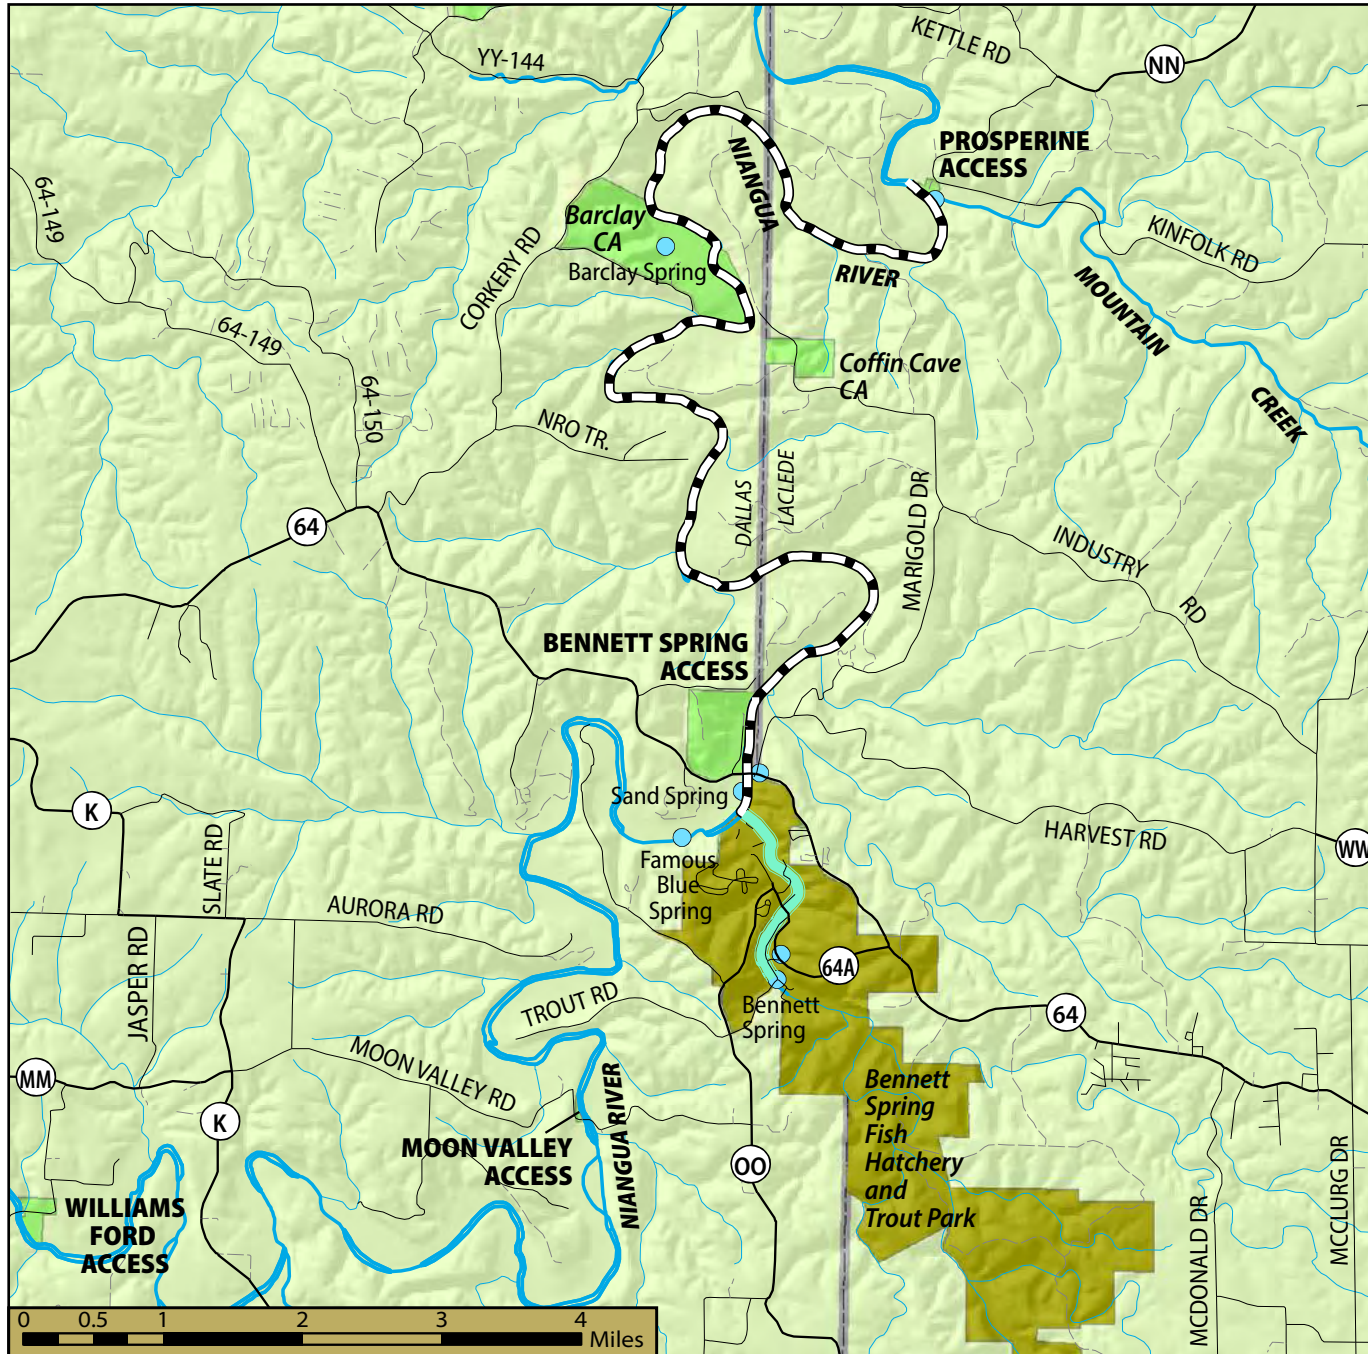 YY-144
KETTLE RD
NN
PROSPERINE
ACCESS
NIANGUA
RIVER
64-149
Barclay
CA
Barclay Spring
CORKERY RD
KINFOLK RD
MOUNTAIN
CREEK
64-149
64-150
Coffin Cave
CA
NRO TR.
DALLAS
LACLEDE
MARIGOLD DR
64
INDUSTRY
RD
BENNETT SPRING
ACCESS
K
SLATE RD
Sand Spring
HARVEST RD
WW
Famous
Blue
Spring
AURORA RD
JASPER RD
64A
TROUT RD
Bennett
Spring
64
MM
MOON VALLEY RD
NIANGUA RIVER
Bennett
Spring
Fish
Hatchery
and
Trout Park
K
MOON VALLEY
ACCESS
OO
WILLIAMS
FORD
ACCESS
MCDONALD DR
MCCLURG DR
0 0.5 1 2 3 4
Miles